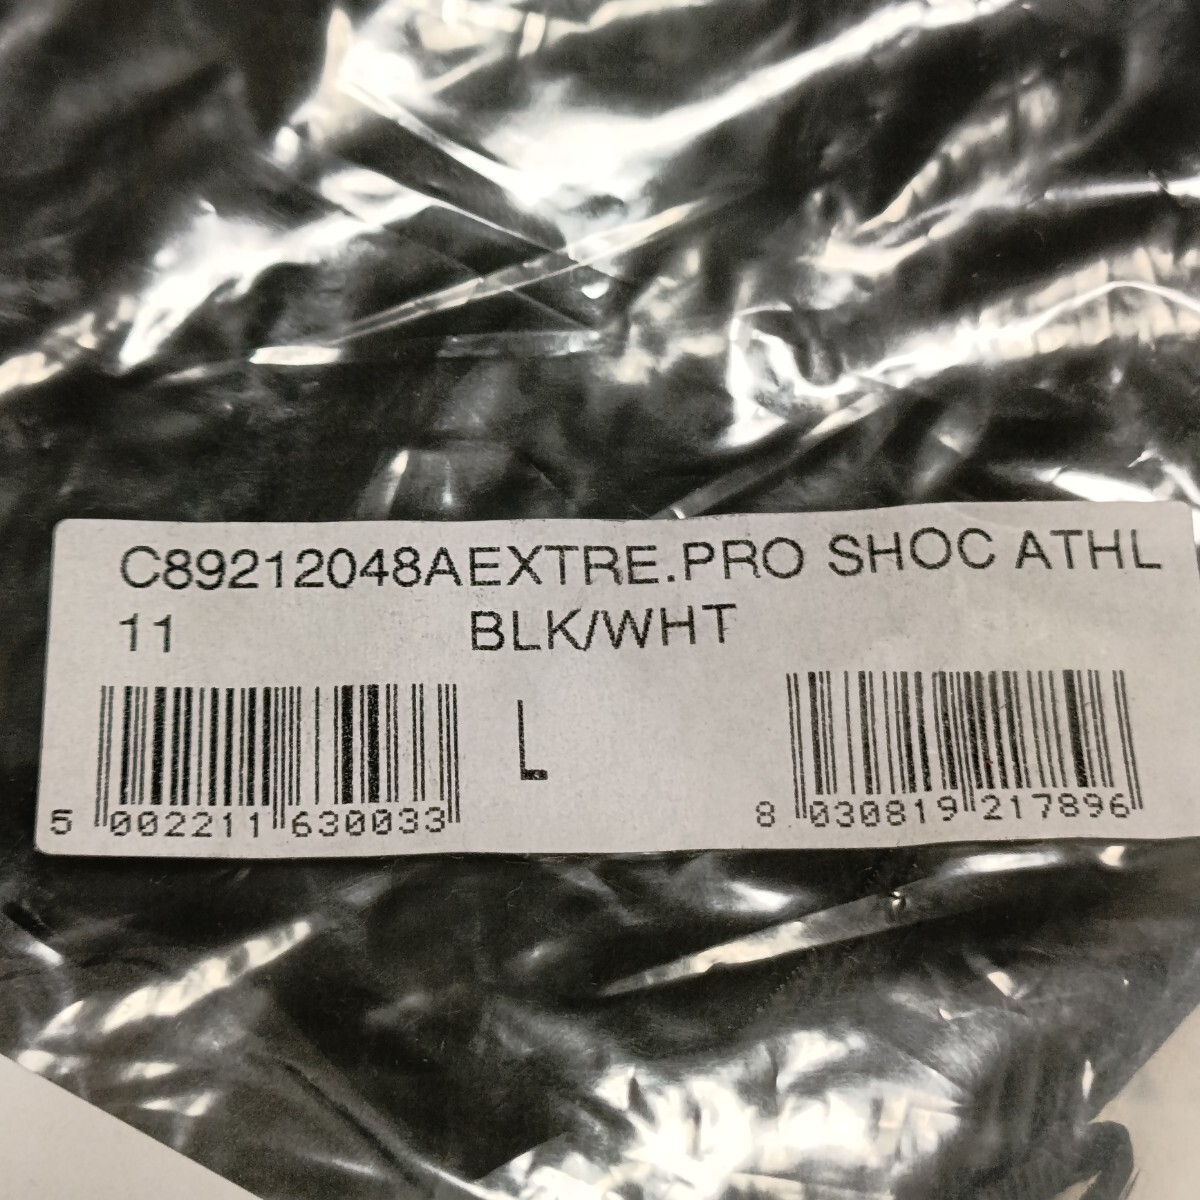 C89212048AEXTRE.PRO SHOC ATHL
11 BLK/WHT
L
5 002211 630033
8 030819 217896